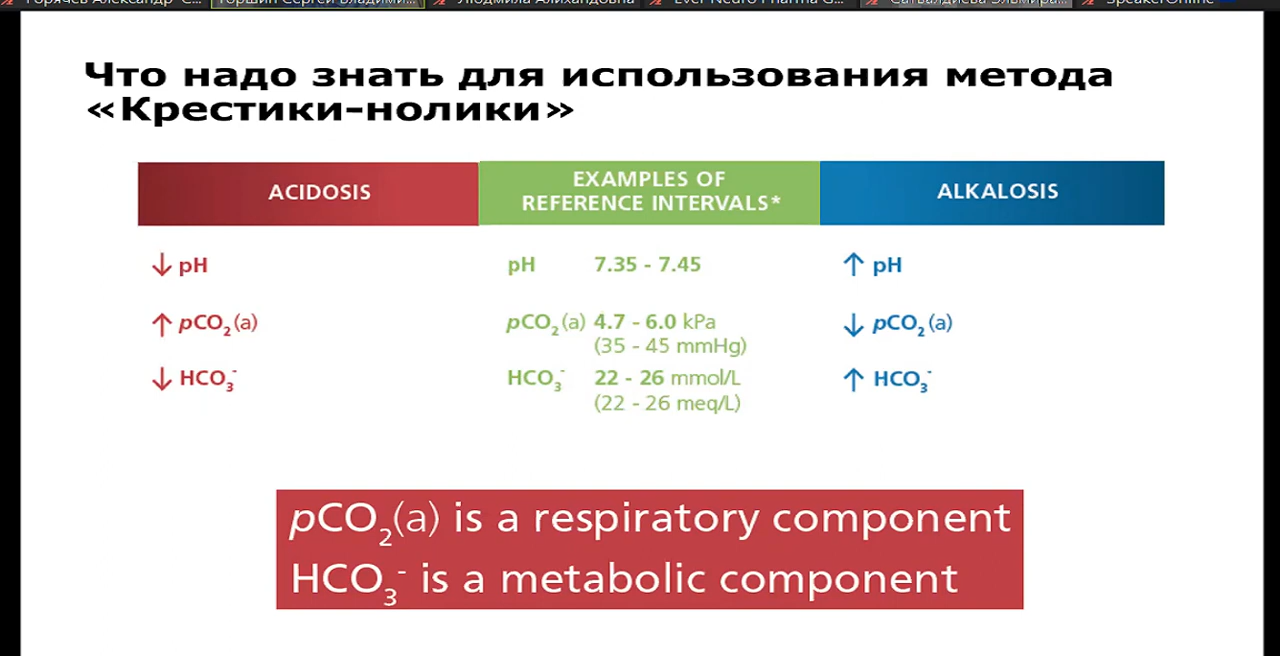 Горячев Александр С...
Горшин Сергей Владими...
Людмила Алихандовна
Ever Neuro Pharma G...
Сатвалдиева Эльмира...
SpeakerOnline
Что надо знать для использования метода
«Крестики-нолики»
ACIDOSIS
EXAMPLES OF
REFERENCE INTERVALS*
ALKALOSIS
↓ pH
pH 7.35 - 7.45
↑ pH
↑ pCO₂(a)
pCO₂(a) 4.7 - 6.0 kPa
(35 - 45 mmHg)
↓ pCO₂(a)
↓ HCO₃⁻
HCO₃⁻ 22 - 26 mmol/L
(22 - 26 meq/L)
↑ HCO₃⁻
pCO₂(a) is a respiratory component
HCO₃⁻ is a metabolic component